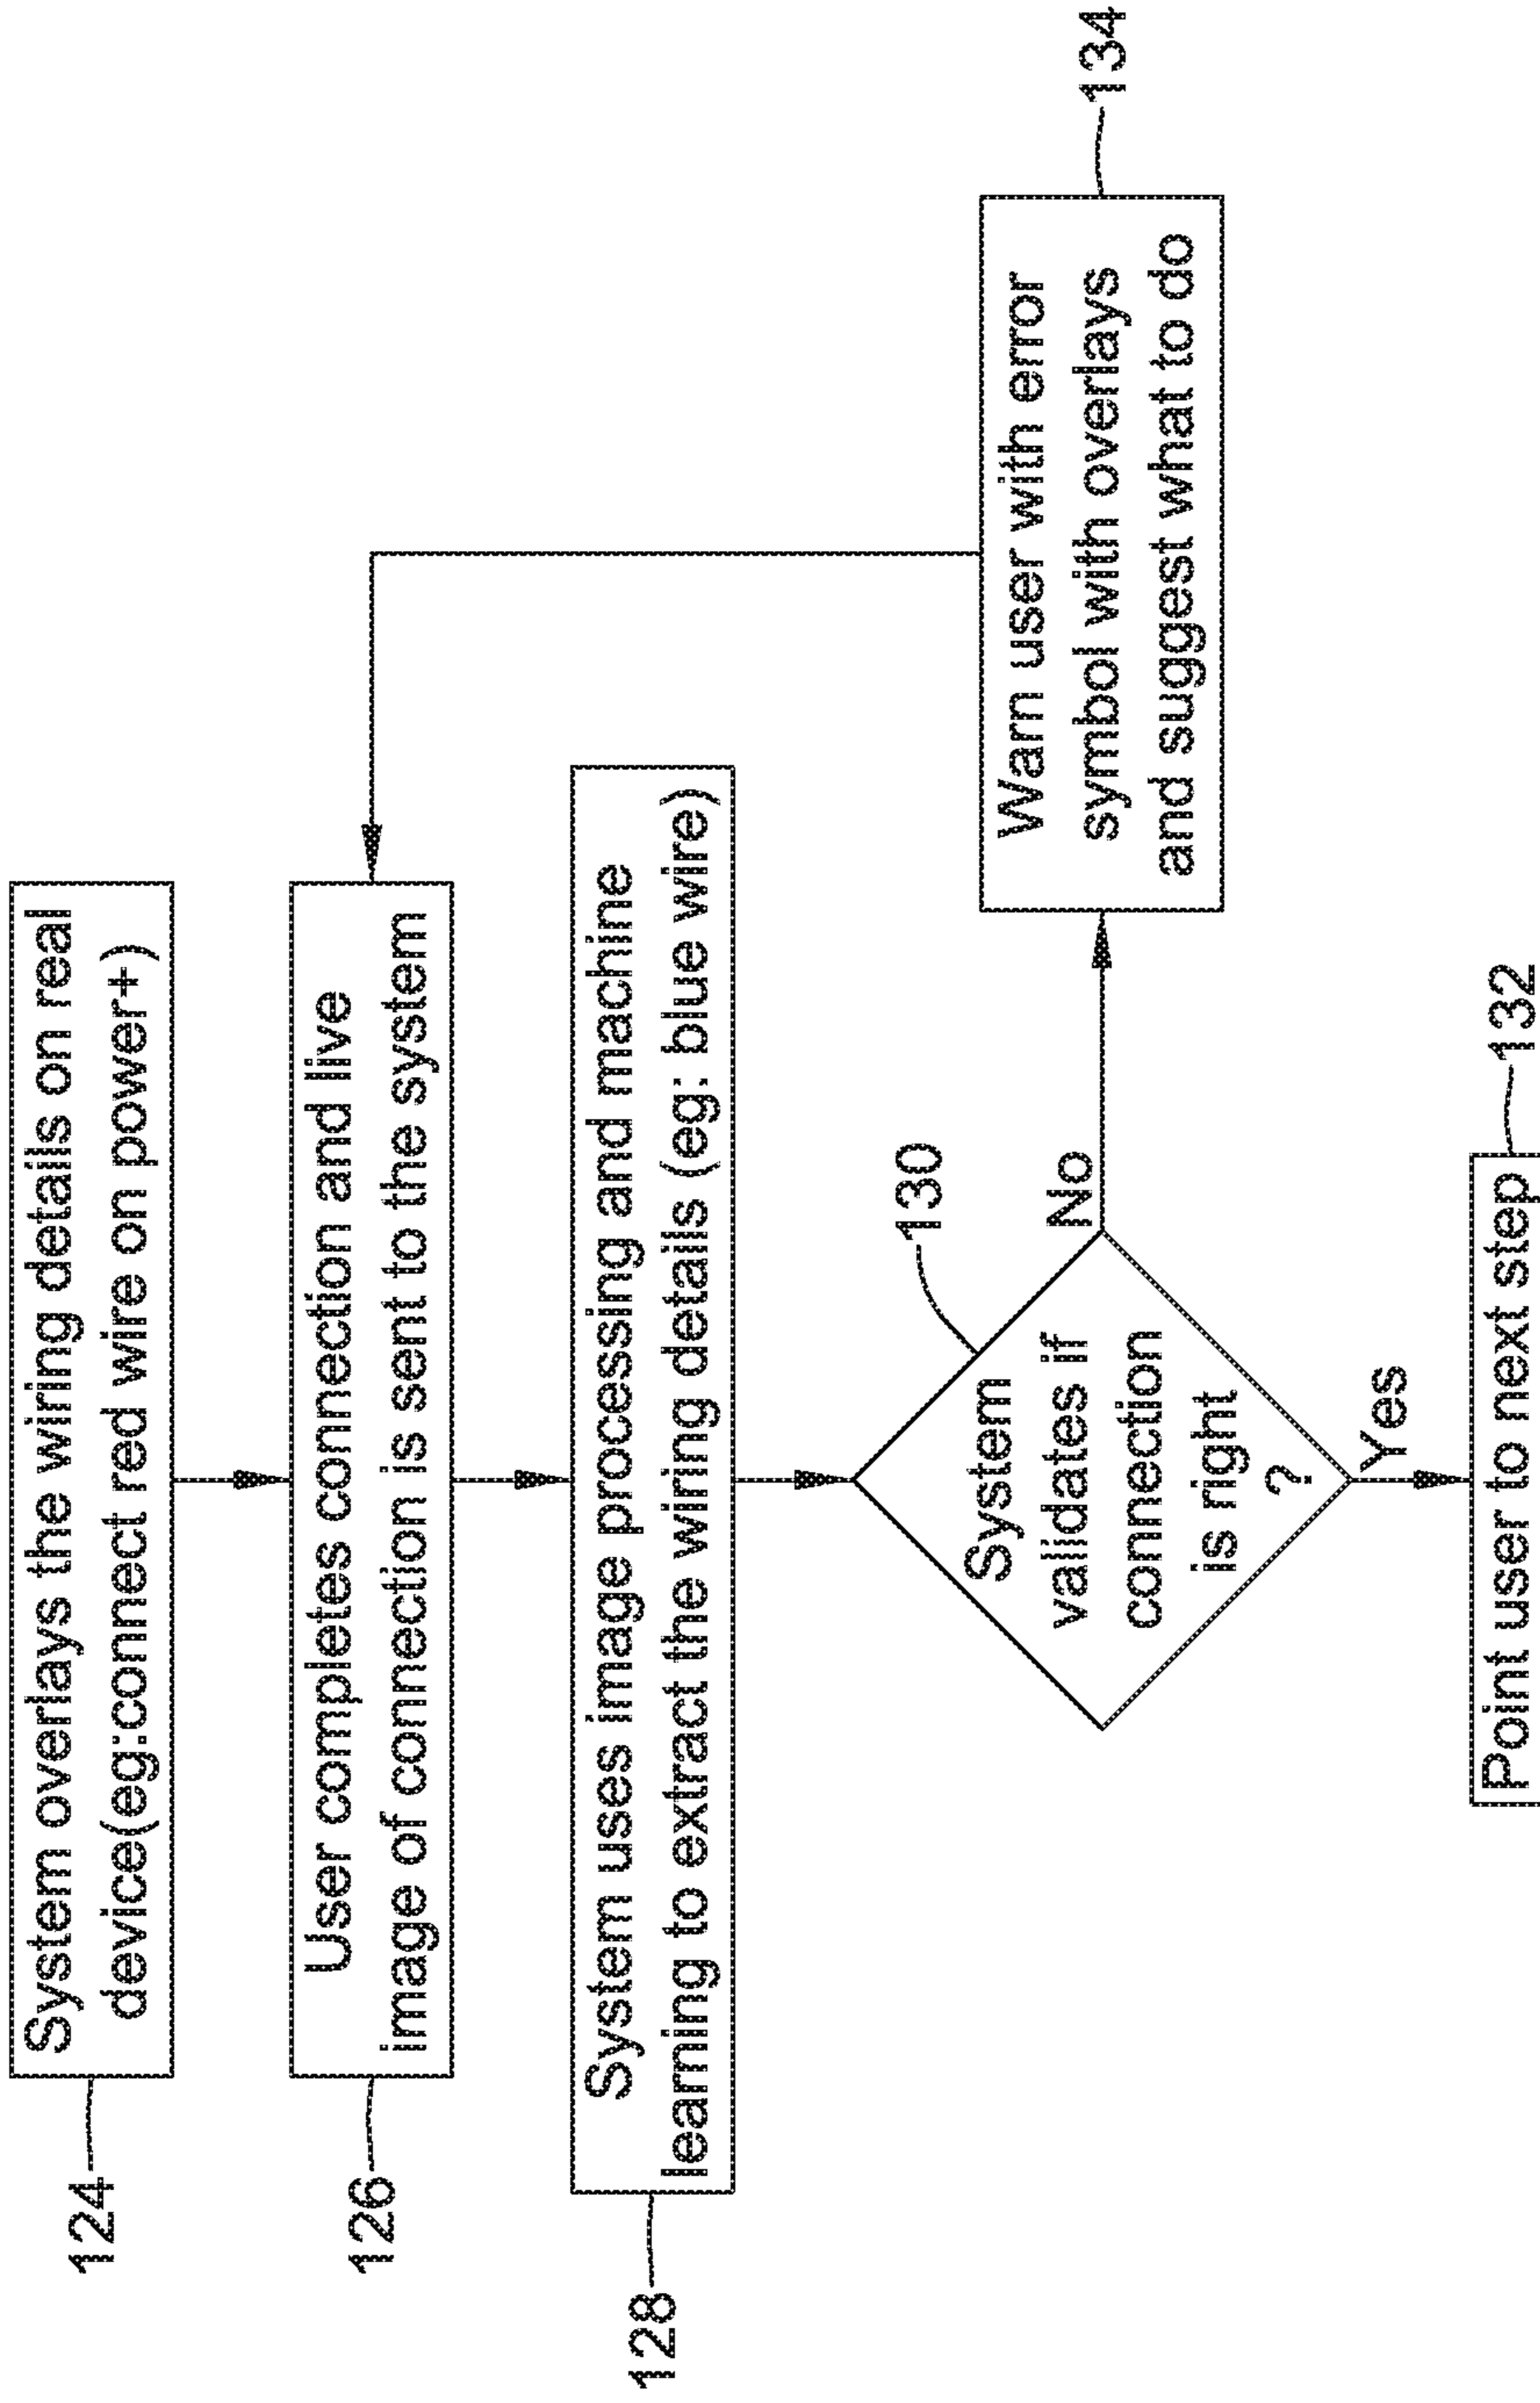 124
System overlays the wiring details on real
device(eg:connect red wire on power+)
126
User completes connection and live
image of connection is sent to the system
128
System uses image processing and machine
learning to extract the wiring details (eg: blue wire)
130
System
validates if
connection
is right
?
No
Yes
Warn user with error
symbol with overlays
and suggest what to do
134
Point user to next step
132